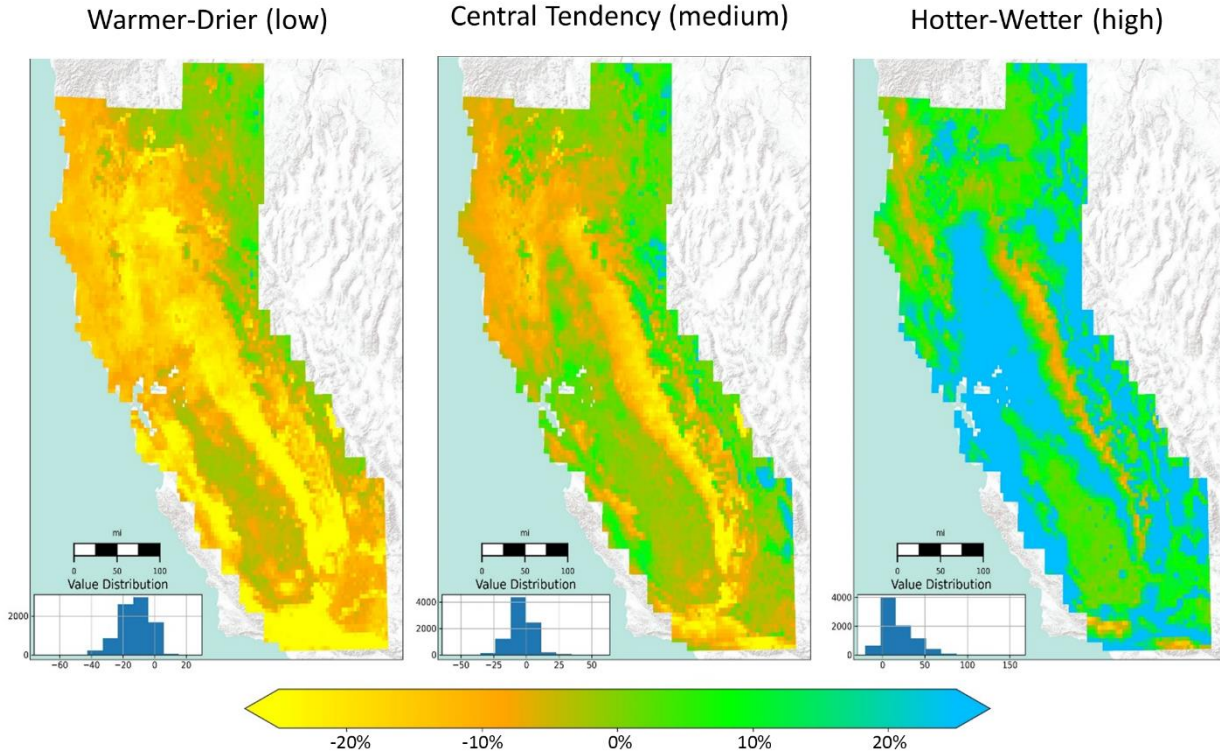 Warmer-Drier (low)
Central Tendency (medium)
Hotter-Wetter (high)
mi
0 50 100
Value Distribution
2000
0
−60 −40 −20 0 20
mi
0 50 100
Value Distribution
4000
2000
0
−50 −25 0 25 50
mi
0 50 100
Value Distribution
4000
2000
0
0 50 100 150
-20% -10% 0% 10% 20%